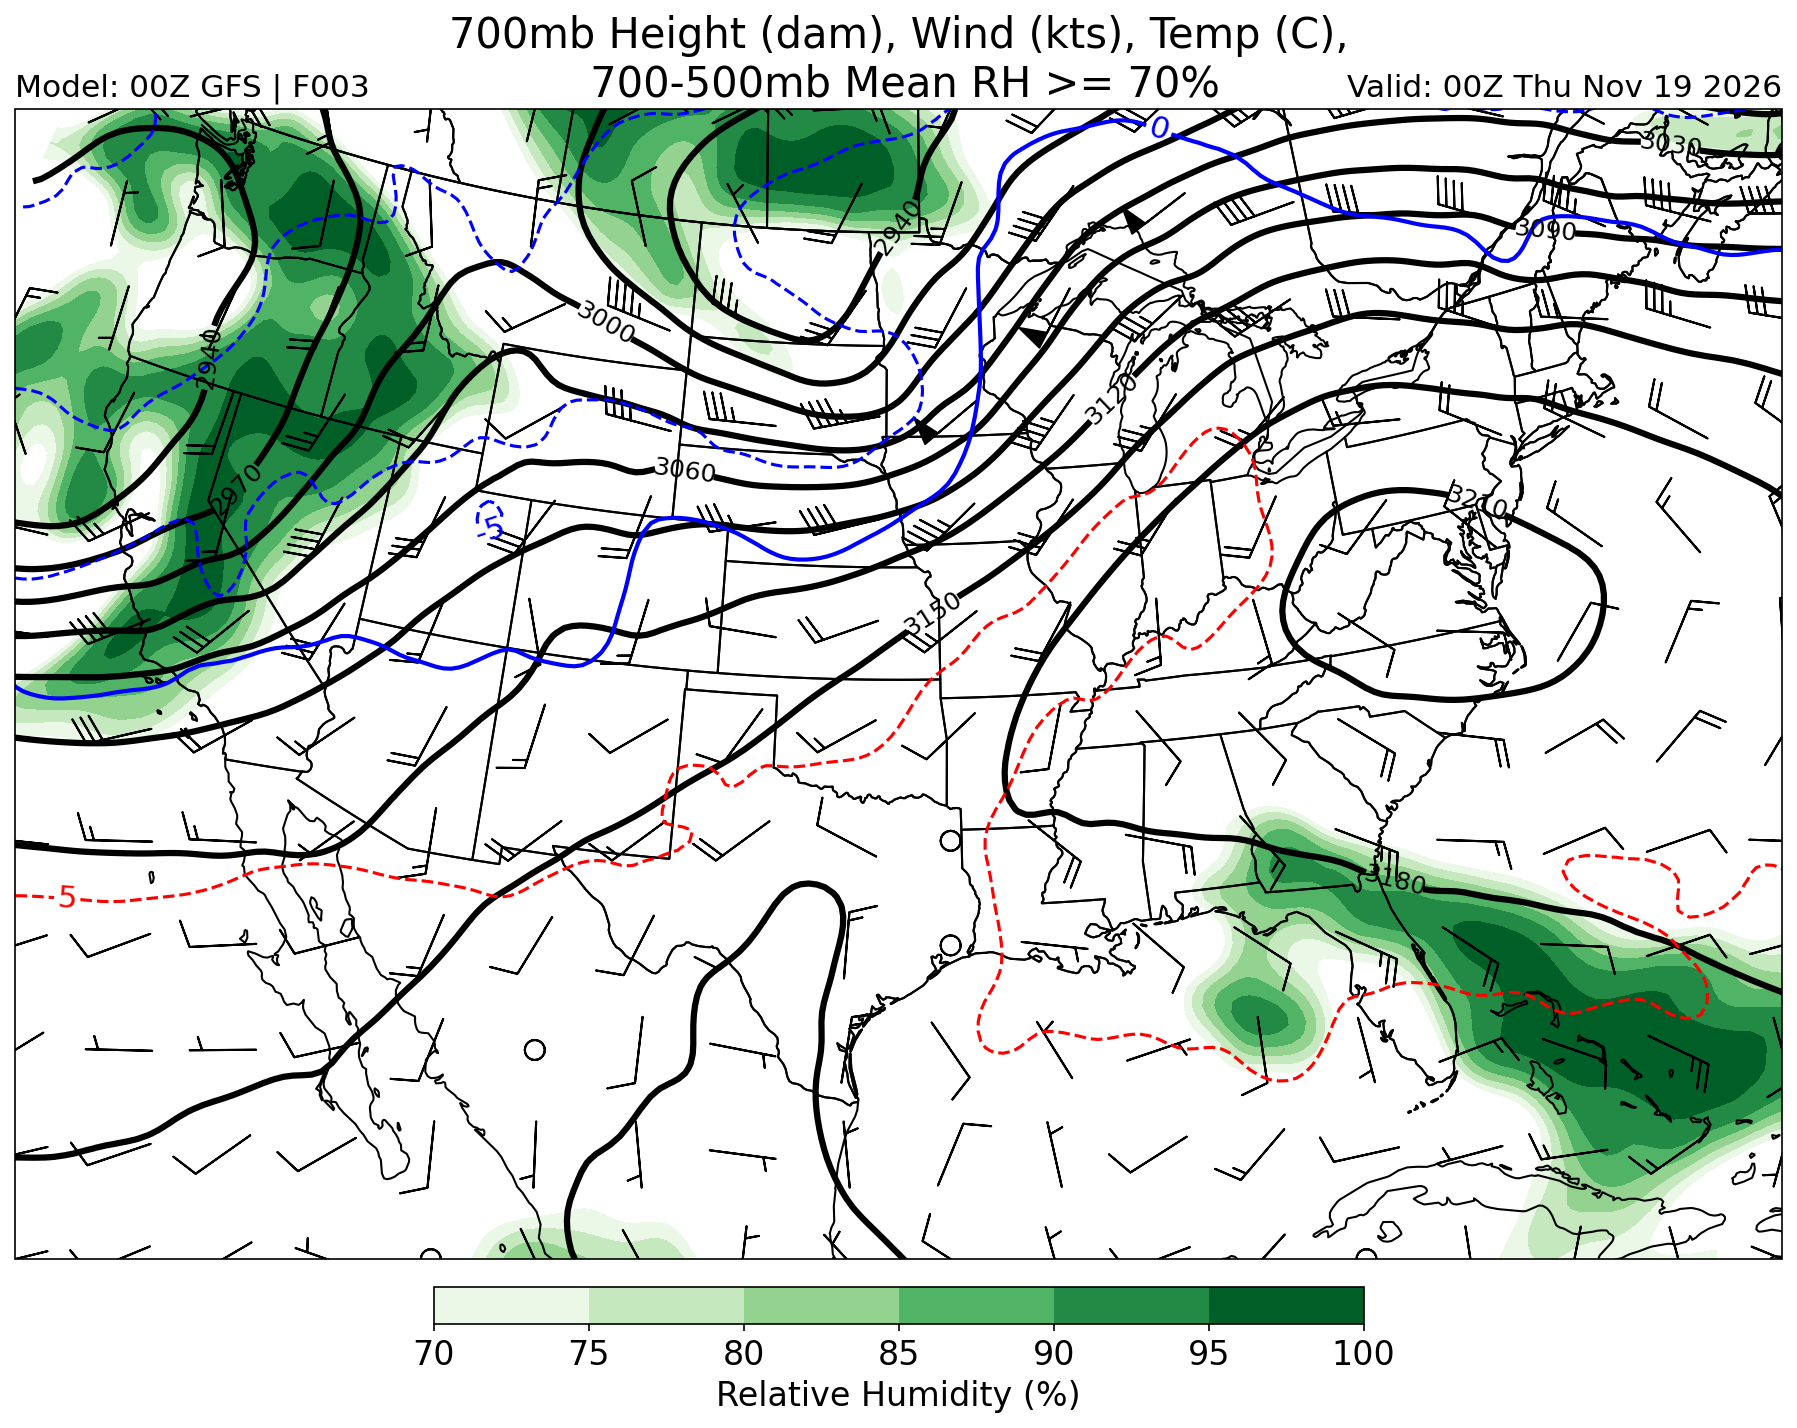 700mb Height (dam), Wind (kts), Temp (C),
Model: 00Z GFS | F003
700-500mb Mean RH >= 70%
Valid: 00Z Thu Nov 19 2026
0
3030
2940
3090
3000
2940
3120
3060
2970
3210
-5
3150
5
3180
70 75 80 85 90 95 100
Relative Humidity (%)